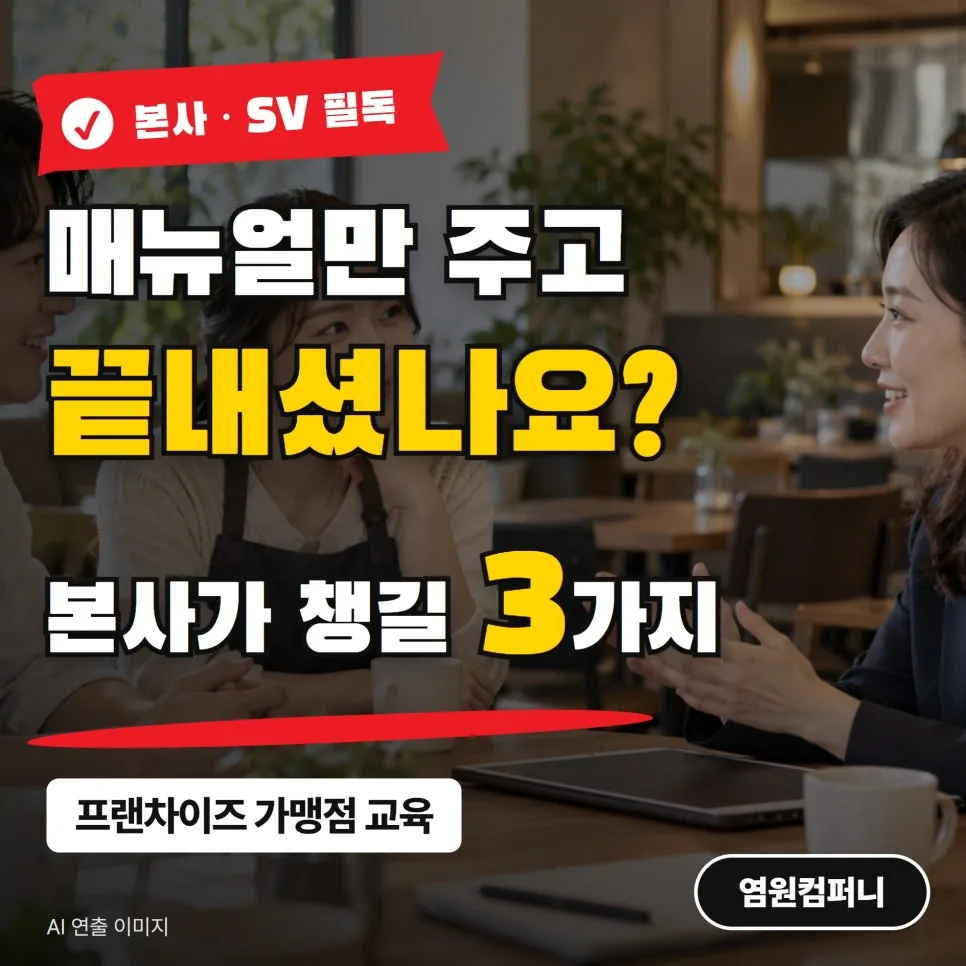 본사 · SV 필독
매뉴얼만 주고
끝내셨나요?
본사가 챙길 3가지
프랜차이즈 가맹점 교육
염원컴퍼니
AI 연출 이미지